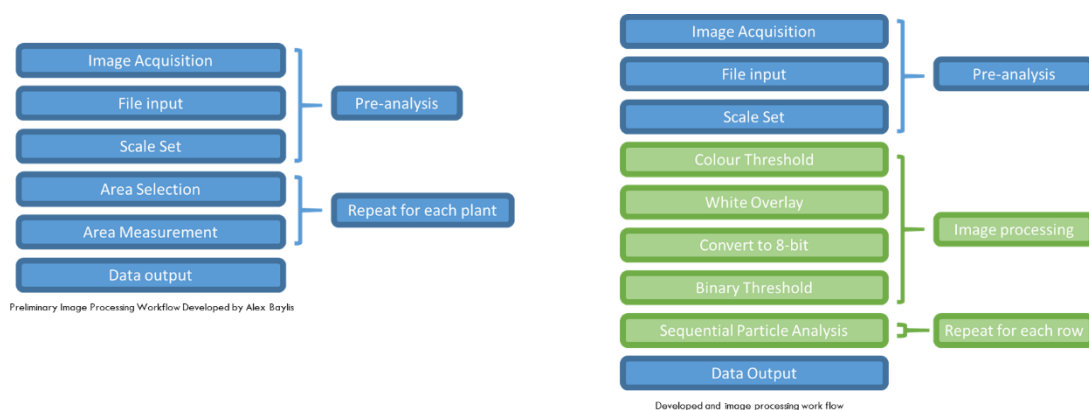 Image Acquisition
File input
Scale Set
Pre-analysis
Area Selection
Area Measurement
Repeat for each plant
Data output
Preliminary Image Processing Workflow Developed by Alex Baylis
Image Acquisition
File input
Scale Set
Pre-analysis
Colour Threshold
White Overlay
Convert to 8-bit
Binary Threshold
Image processing
Sequential Particle Analysis
Repeat for each row
Data Output
Developed and image processing work flow